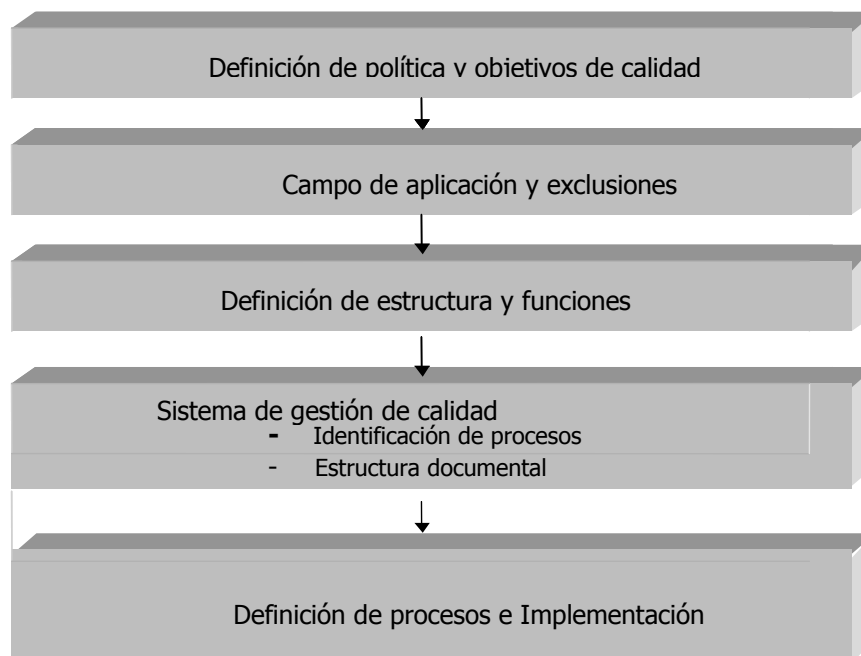 Definición de política y objetivos de calidad
Campo de aplicación y exclusiones
Definición de estructura y funciones
Sistema de gestión de calidad
- Identificación de procesos
- Estructura documental
Definición de procesos e Implementación